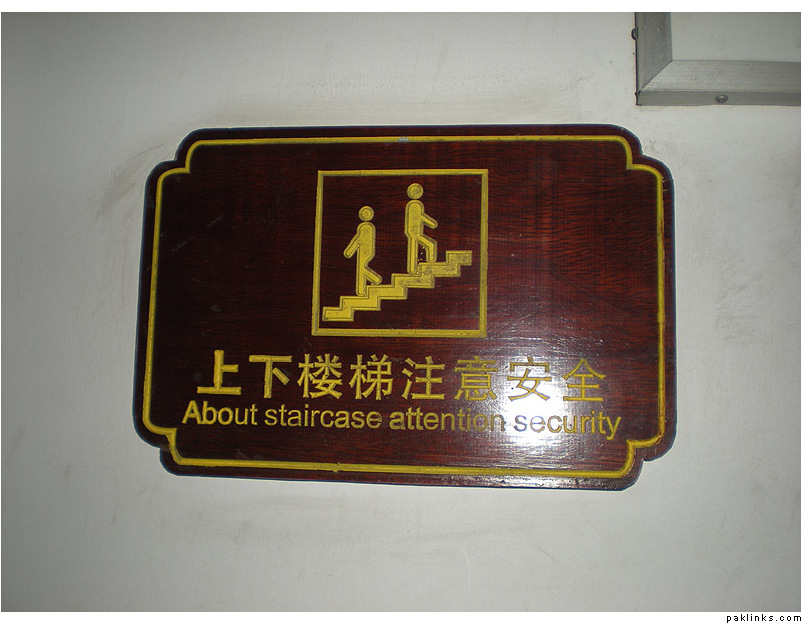 上下楼梯注意安全
About staircase attention security
paklinks.com